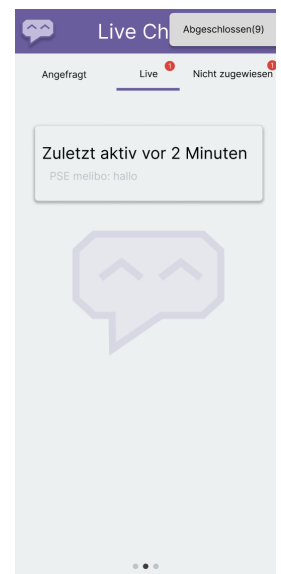 Live Ch
Abgeschlossen(9)
Angefragt
Live
1
Nicht zugewiesen
1
Zuletzt aktiv vor 2 Minuten
PSE melibo: hallo